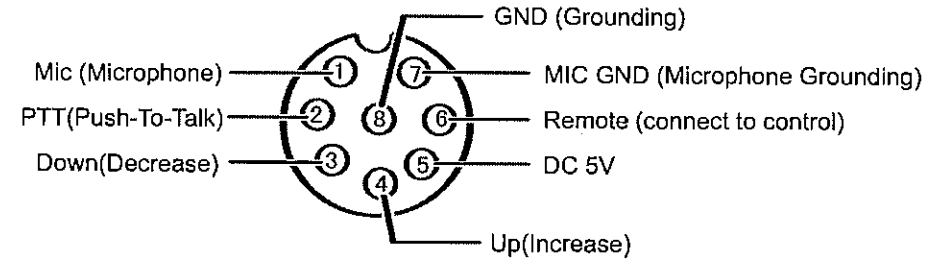 GND (Grounding)
Mic (Microphone)
1
7
MIC GND (Microphone Grounding)
PTT(Push-To-Talk)
2
8
6
Remote (connect to control)
Down(Decrease)
3
5
DC 5V
4
Up(Increase)